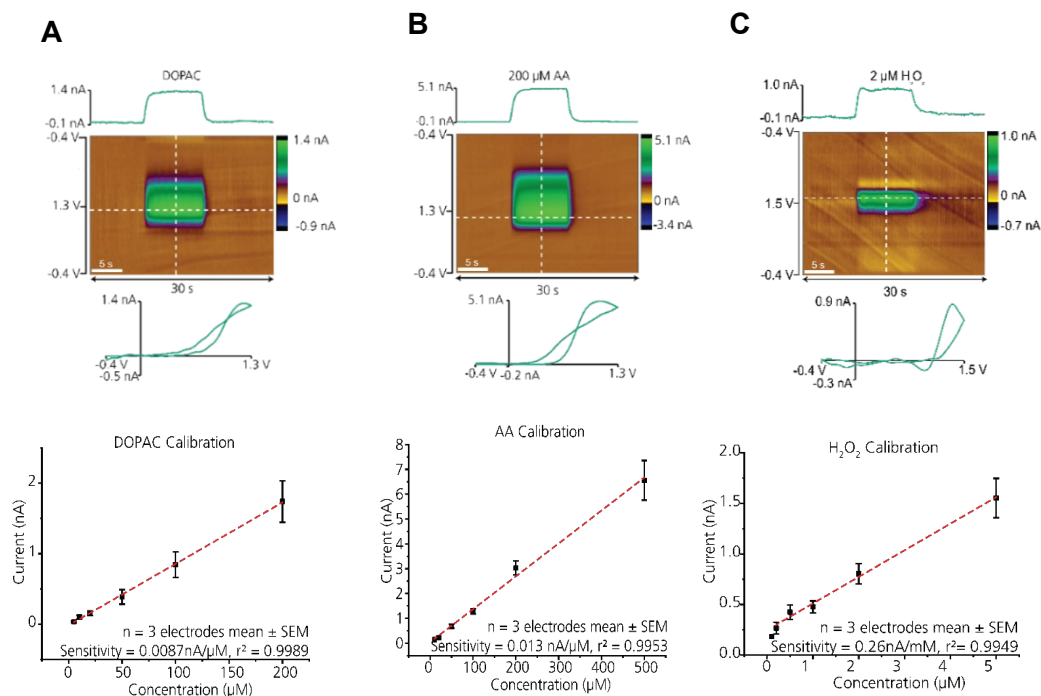 A
B
C
DOPAC
1.4 nA
-0.1 nA
-0.4 V
1.3 V
-0.4 V
5 s
30 s
1.4 nA
0 nA
-0.9 nA
1.4 nA
-0.4 V
-0.5 nA
1.3 V
200 µM AA
5.1 nA
-0.1 nA
-0.4 V
1.3 V
-0.4 V
5 s
30 s
5.1 nA
0 nA
-3.4 nA
5.1 nA
-0.4 V
-0.2 nA
1.3 V
2 µM H₂O₂
1.0 nA
-0.1 nA
-0.4 V
1.5 V
-0.4 V
5 s
30 s
1.0 nA
0 nA
-0.7 nA
0.9 nA
-0.4 V
-0.3 nA
1.5 V
DOPAC Calibration
Current (nA)
2
1
0
n = 3 electrodes mean ± SEM
Sensitivity = 0.0087nA/µM, r² = 0.9989
0 50 100 150 200
Concentration (µM)
AA Calibration
Current (nA)
8
7
6
5
4
3
2
1
0
n = 3 electrodes mean ± SEM
Sensitivity = 0.013 nA/µM, r² = 0.9953
0 100 200 300 400 500
Concentration (µM)
H₂O₂ Calibration
Current (nA)
2.0
1.5
1.0
0.5
0.0
n = 3 electrodes mean ± SEM
Sensitivity = 0.26nA/mM, r²= 0.9949
0 1 2 3 4 5
Concentration (µM)